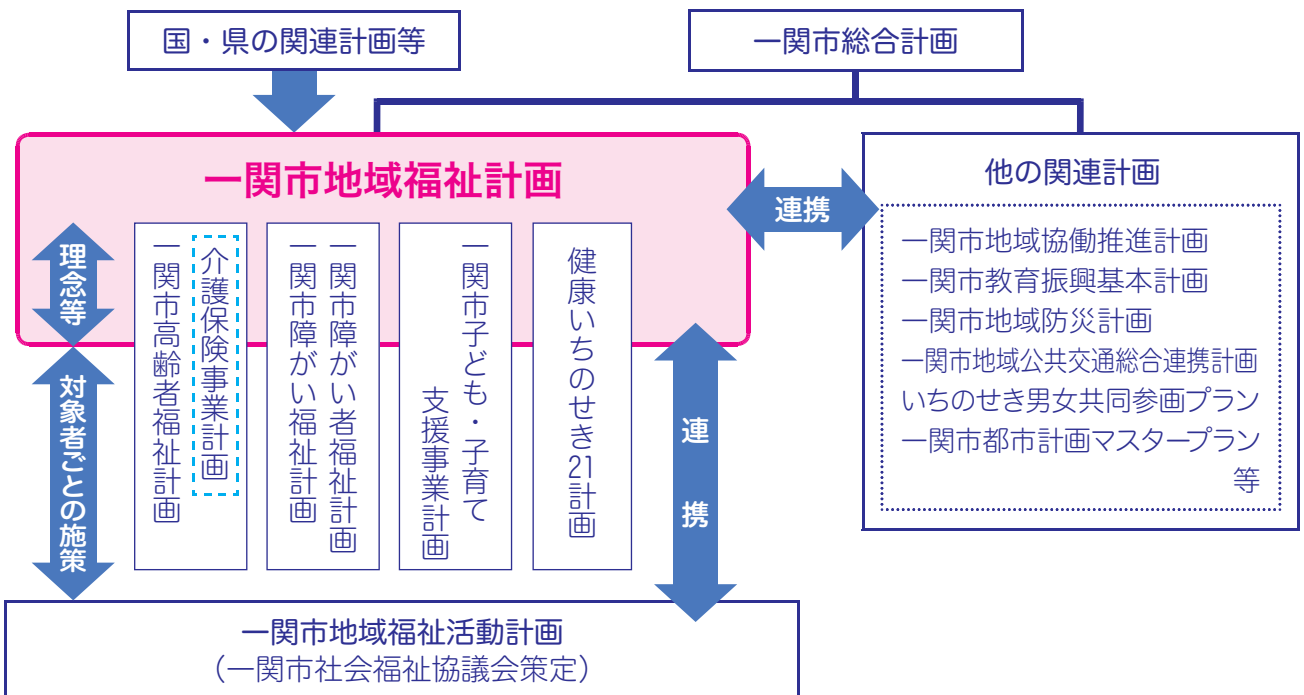 国・県の関連計画等
一関市総合計画
一関市地域福祉計画
連携
他の関連計画
一関市地域協働推進計画
一関市教育振興基本計画
一関市地域防災計画
一関市地域公共交通総合連携計画
いちのせき男女共同参画プラン
一関市都市計画マスタープラン
等
理念等
対象者ごとの施策
介護保険事業計画
一関市高齢者福祉計画
一関市障がい者福祉計画
一関市障がい福祉計画
一関市子ども・子育て
支援事業計画
健康いちのせき21計画
連携
一関市地域福祉活動計画
（一関市社会福祉協議会策定）